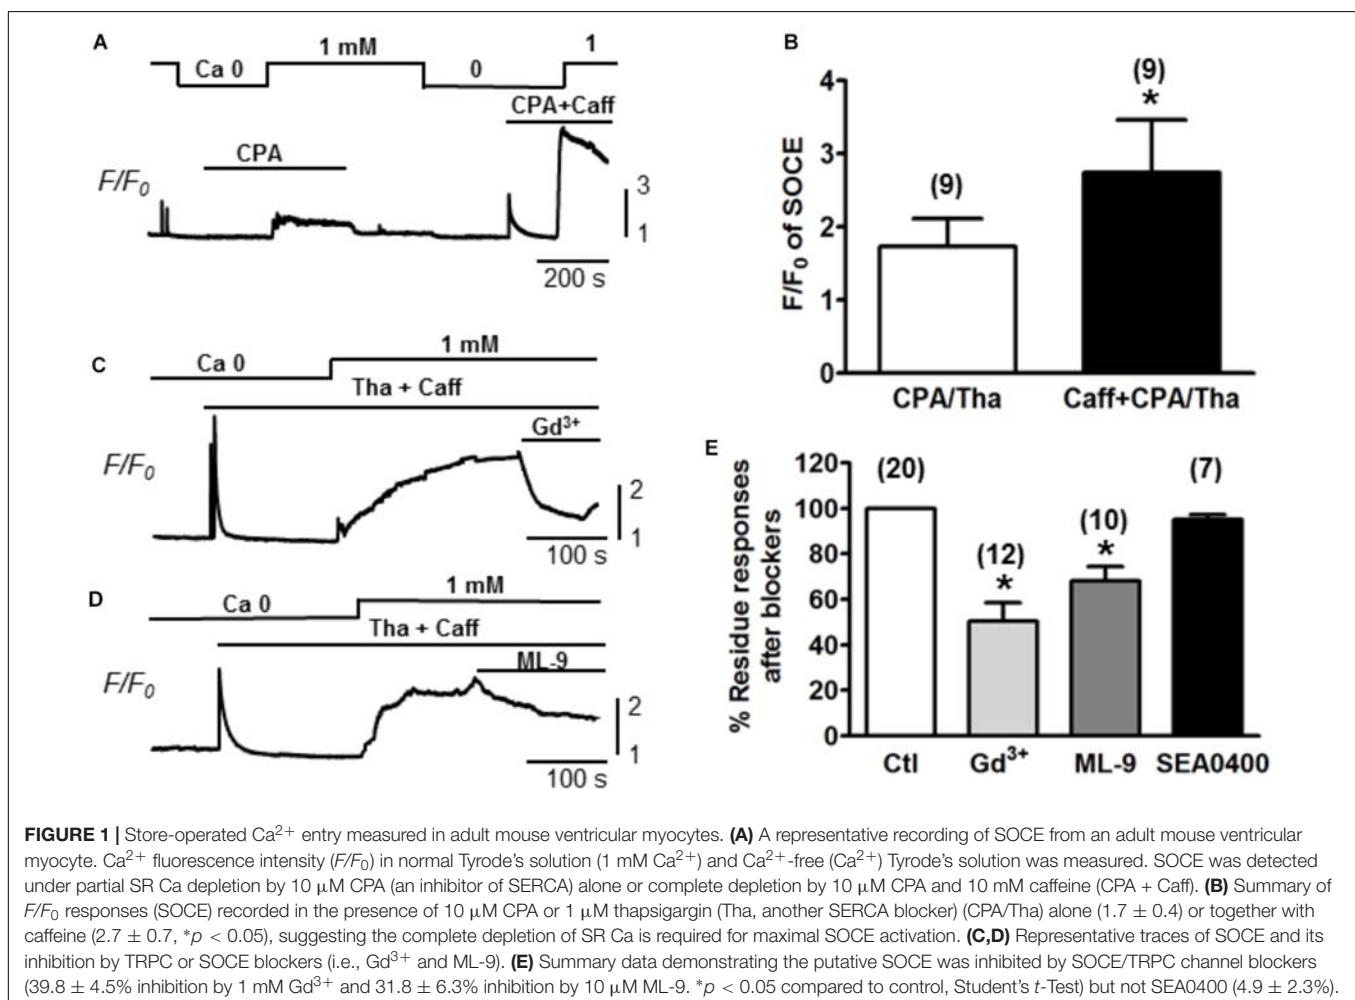 A
1 mM
1
Ca 0
0
CPA+Caff
CPA
F/F0
3
1
200 s
B
(9)
*
(9)
4
3
2
1
0
F/F0 of SOCE
CPA/Tha
Caff+CPA/Tha
C
1 mM
Ca 0
Tha + Caff
Gd3+
F/F0
2
1
100 s
D
1 mM
Ca 0
Tha + Caff
ML-9
F/F0
2
1
100 s
E
% Residue responses
after blockers
120
100
80
60
40
20
0
(20)
(12)
*
(10)
*
(7)
Ctl
Gd3+
ML-9
SEA0400
FIGURE 1 | Store-operated Ca2+ entry measured in adult mouse ventricular myocytes. (A) A representative recording of SOCE from an adult mouse ventricular
myocyte. Ca2+ fluorescence intensity (F/F0) in normal Tyrode's solution (1 mM Ca2+) and Ca2+-free (Ca2+) Tyrode's solution was measured. SOCE was detected
under partial SR Ca depletion by 10 μM CPA (an inhibitor of SERCA) alone or complete depletion by 10 μM CPA and 10 mM caffeine (CPA + Caff). (B) Summary of
F/F0 responses (SOCE) recorded in the presence of 10 μM CPA or 1 μM thapsigargin (Tha, another SERCA blocker) (CPA/Tha) alone (1.7 ± 0.4) or together with
caffeine (2.7 ± 0.7, *p < 0.05), suggesting the complete depletion of SR Ca is required for maximal SOCE activation. (C,D) Representative traces of SOCE and its
inhibition by TRPC or SOCE blockers (i.e., Gd3+ and ML-9). (E) Summary data demonstrating the putative SOCE was inhibited by SOCE/TRPC channel blockers
(39.8 ± 4.5% inhibition by 1 mM Gd3+ and 31.8 ± 6.3% inhibition by 10 μM ML-9. *p < 0.05 compared to control, Student's t-Test) but not SEA0400 (4.9 ± 2.3%).